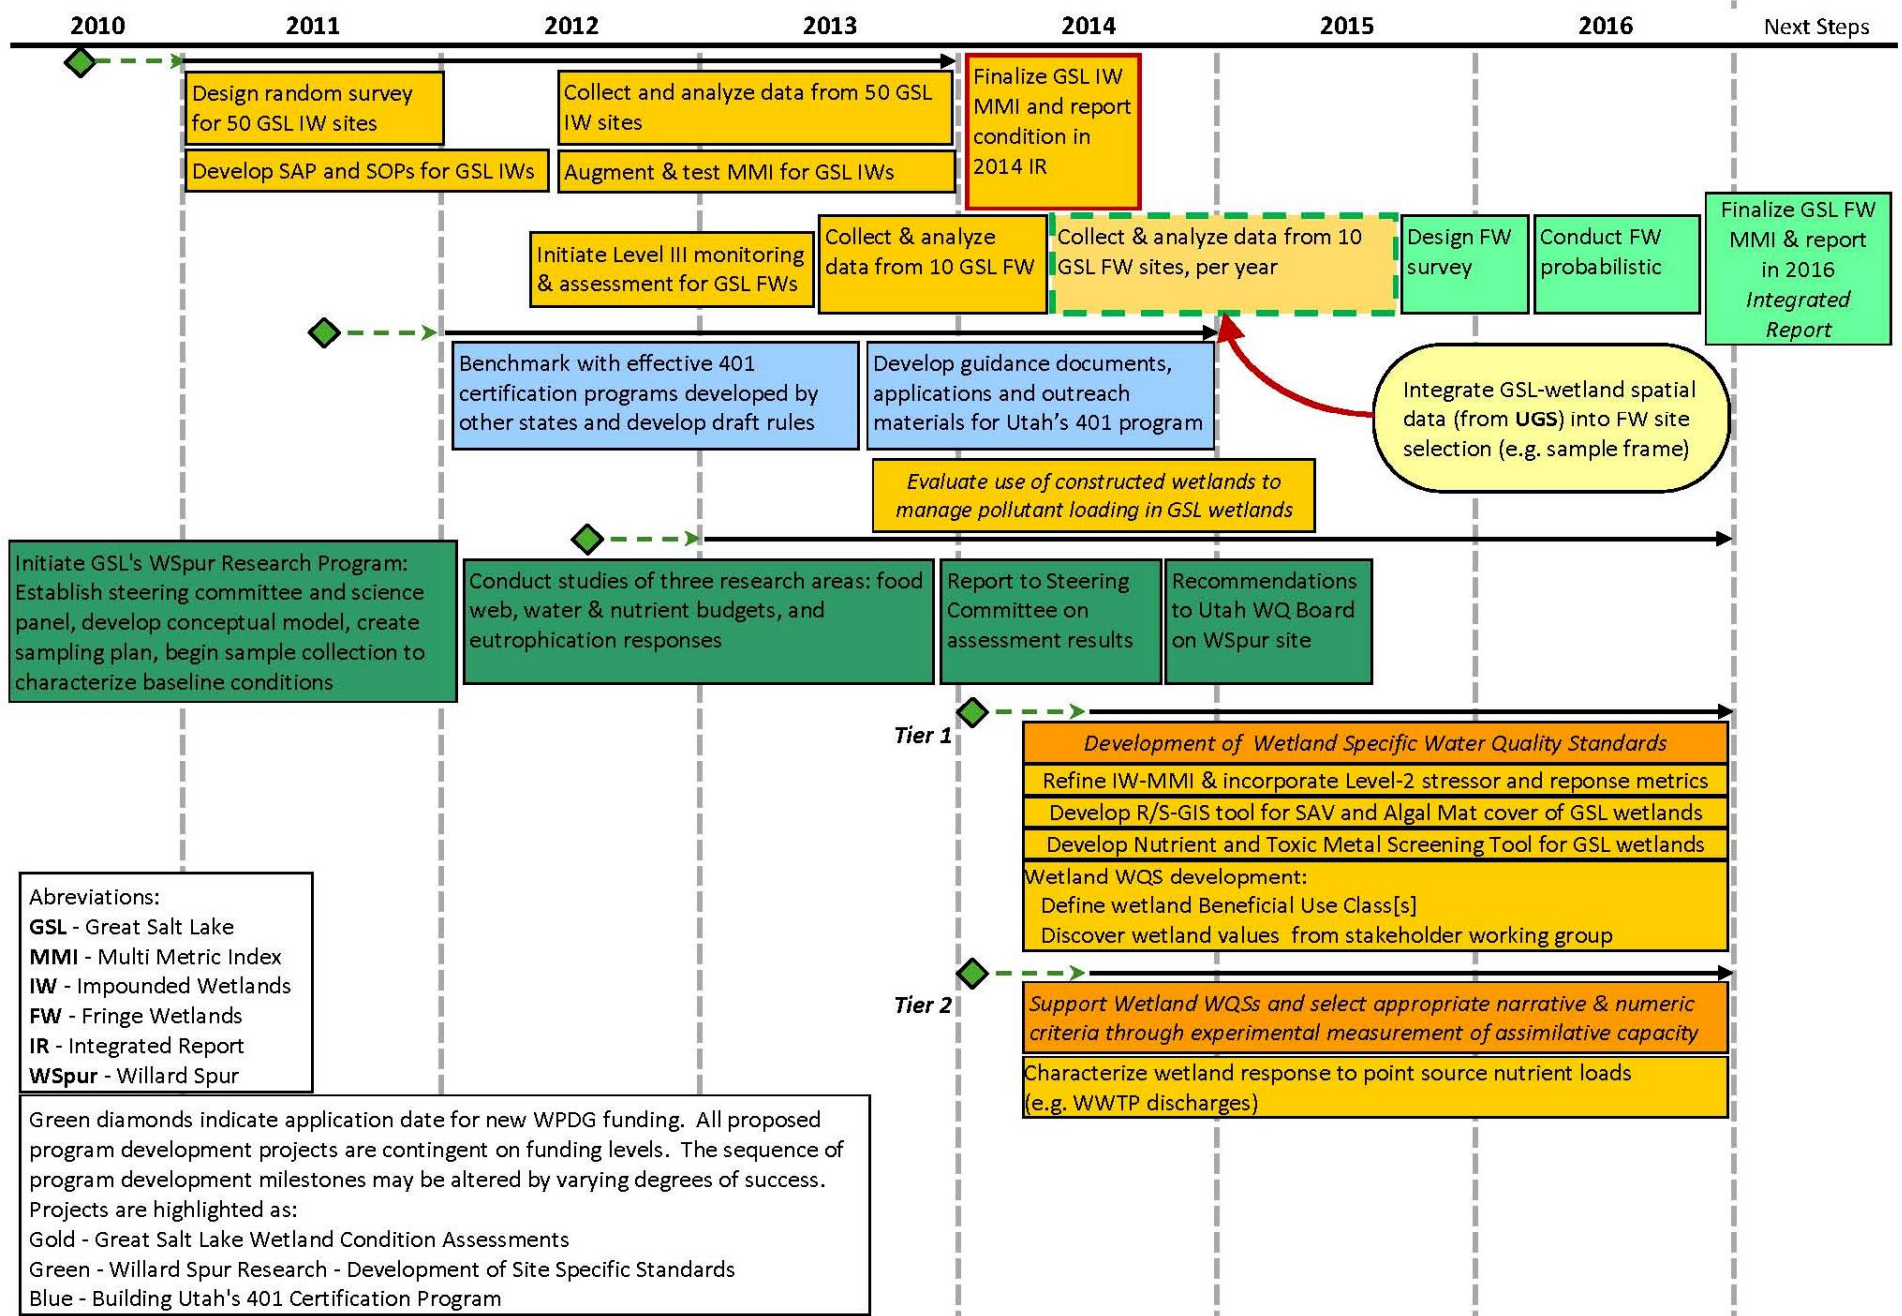 2010 2011 2012 2013 2014 2015 2016 Next Steps
Design random survey
for 50 GSL IW sites
Collect and analyze data from 50 GSL
IW sites
Finalize GSL IW
MMI and report
condition in
2014 IR
Develop SAP and SOPs for GSL IWs
Augment & test MMI for GSL IWs
Initiate Level III monitoring
& assessment for GSL FWs
Collect & analyze
data from 10 GSL FW
Collect & analyze data from 10
GSL FW sites, per year
Design FW
survey
Conduct FW
probabilistic
Finalize GSL FW
MMI & report
in 2016
Integrated
Report
Benchmark with effective 401
certification programs developed by
other states and develop draft rules
Develop guidance documents,
applications and outreach
materials for Utah's 401 program
Integrate GSL-wetland spatial
data (from UGS) into FW site
selection (e.g. sample frame)
Evaluate use of constructed wetlands to
manage pollutant loading in GSL wetlands
Initiate GSL's WSpur Research Program:
Establish steering committee and science
panel, develop conceptual model, create
sampling plan, begin sample collection to
characterize baseline conditions
Conduct studies of three research areas: food
web, water & nutrient budgets, and
eutrophication responses
Report to Steering
Committee on
assessment results
Recommendations
to Utah WQ Board
on WSpur site
Tier 1
Development of Wetland Specific Water Quality Standards
Refine IW-MMI & incorporate Level-2 stressor and reponse metrics
Develop R/S-GIS tool for SAV and Algal Mat cover of GSL wetlands
Develop Nutrient and Toxic Metal Screening Tool for GSL wetlands
Wetland WQS development:
Define wetland Beneficial Use Class[s]
Discover wetland values from stakeholder working group
Tier 2
Support Wetland WQSs and select appropriate narrative & numeric
criteria through experimental measurement of assimilative capacity
Characterize wetland response to point source nutrient loads
(e.g. WWTP discharges)
Abreviations:
GSL - Great Salt Lake
MMI - Multi Metric Index
IW - Impounded Wetlands
FW - Fringe Wetlands
IR - Integrated Report
WSpur - Willard Spur
Green diamonds indicate application date for new WPDG funding. All proposed
program development projects are contingent on funding levels. The sequence of
program development milestones may be altered by varying degrees of success.
Projects are highlighted as:
Gold - Great Salt Lake Wetland Condition Assessments
Green - Willard Spur Research - Development of Site Specific Standards
Blue - Building Utah's 401 Certification Program